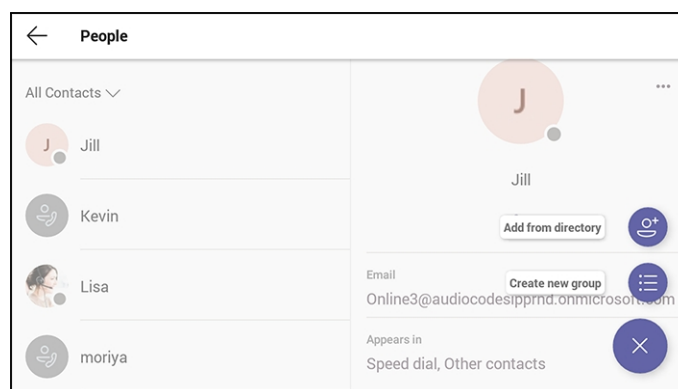 People
All Contacts
J
Jill
Kevin
Lisa
moriya
J
Jill
Add from directory
Email
Create new group
Online3@audiocodesipprnd.onmicrosoft.com
Appears in
Speed dial, Other contacts